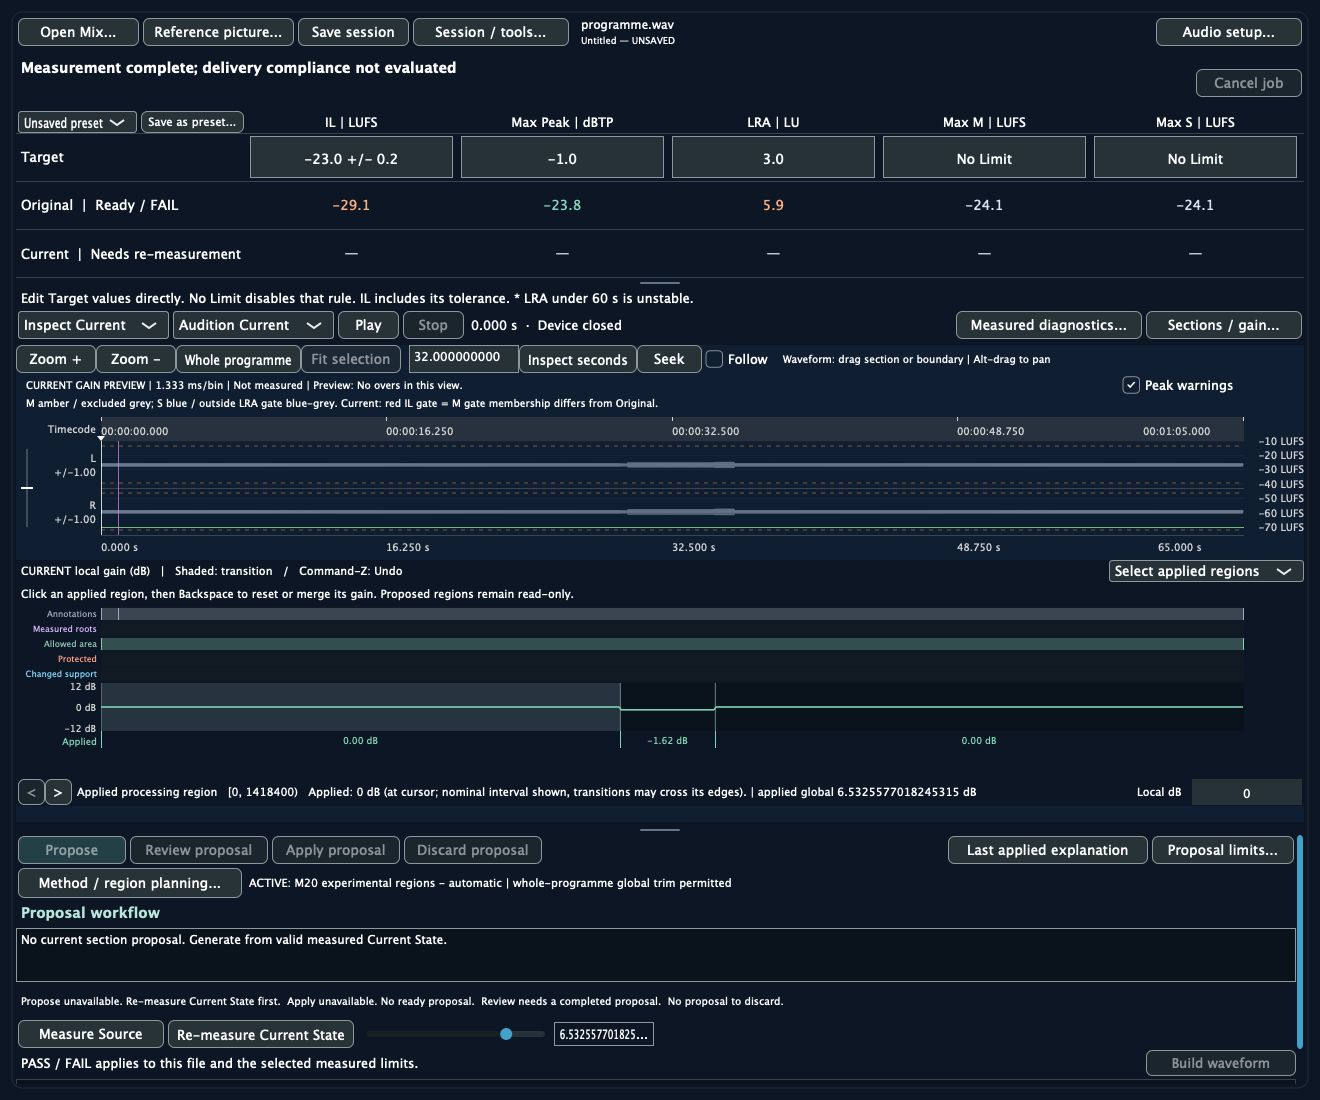 Open Mix... Reference picture... Save session Session / tools... programme.wav Audio setup...
Untitled — UNSAVED
Measurement complete; delivery compliance not evaluated
Cancel job
Unsaved preset Save as preset... IL | LUFS Max Peak | dBTP LRA | LU Max M | LUFS Max S | LUFS
Target -23.0 +/- 0.2 -1.0 3.0 No Limit No Limit
Original | Ready / FAIL -29.1 -23.8 5.9 -24.1 -24.1
Current | Needs re-measurement — — — — —
Edit Target values directly. No Limit disables that rule. IL includes its tolerance. * LRA under 60 s is unstable.
Inspect Current Audition Current Play Stop 0.000 s · Device closed Measured diagnostics... Sections / gain...
Zoom + Zoom - Whole programme Fit selection 32.000000000 Inspect seconds Seek Follow Waveform: drag section or boundary | Alt-drag to pan
CURRENT GAIN PREVIEW | 1.333 ms/bin | Not measured | Preview: No overs in this view. Peak warnings
M amber / excluded grey; S blue / outside LRA gate blue-grey. Current: red IL gate = M gate membership differs from Original.
Timecode 00:00:00.000 00:00:16.250 00:00:32.500 00:00:48.750 00:01:05.000
-10 LUFS
L -20 LUFS
+/-1.00 -30 LUFS
-40 LUFS
-50 LUFS
R -60 LUFS
+/-1.00 -70 LUFS
0.000 s 16.250 s 32.500 s 48.750 s 65.000 s
CURRENT local gain (dB) | Shaded: transition / Command-Z: Undo Select applied regions
Click an applied region, then Backspace to reset or merge its gain. Proposed regions remain read-only.
Annotations
Measured roots
Allowed area
Protected
Changed support
12 dB
0 dB
-12 dB
Applied 0.00 dB -1.62 dB 0.00 dB
< > Applied processing region [0, 1418400) Applied: 0 dB (at cursor; nominal interval shown, transitions may cross its edges). | applied global 6.5325577018245315 dB Local dB 0
Propose Review proposal Apply proposal Discard proposal Last applied explanation Proposal limits...
Method / region planning... ACTIVE: M20 experimental regions - automatic | whole-programme global trim permitted
Proposal workflow
No current section proposal. Generate from valid measured Current State.
Propose unavailable. Re-measure Current State first. Apply unavailable. No ready proposal. Review needs a completed proposal. No proposal to discard.
Measure Source Re-measure Current State 6.532557701825...
PASS / FAIL applies to this file and the selected measured limits. Build waveform